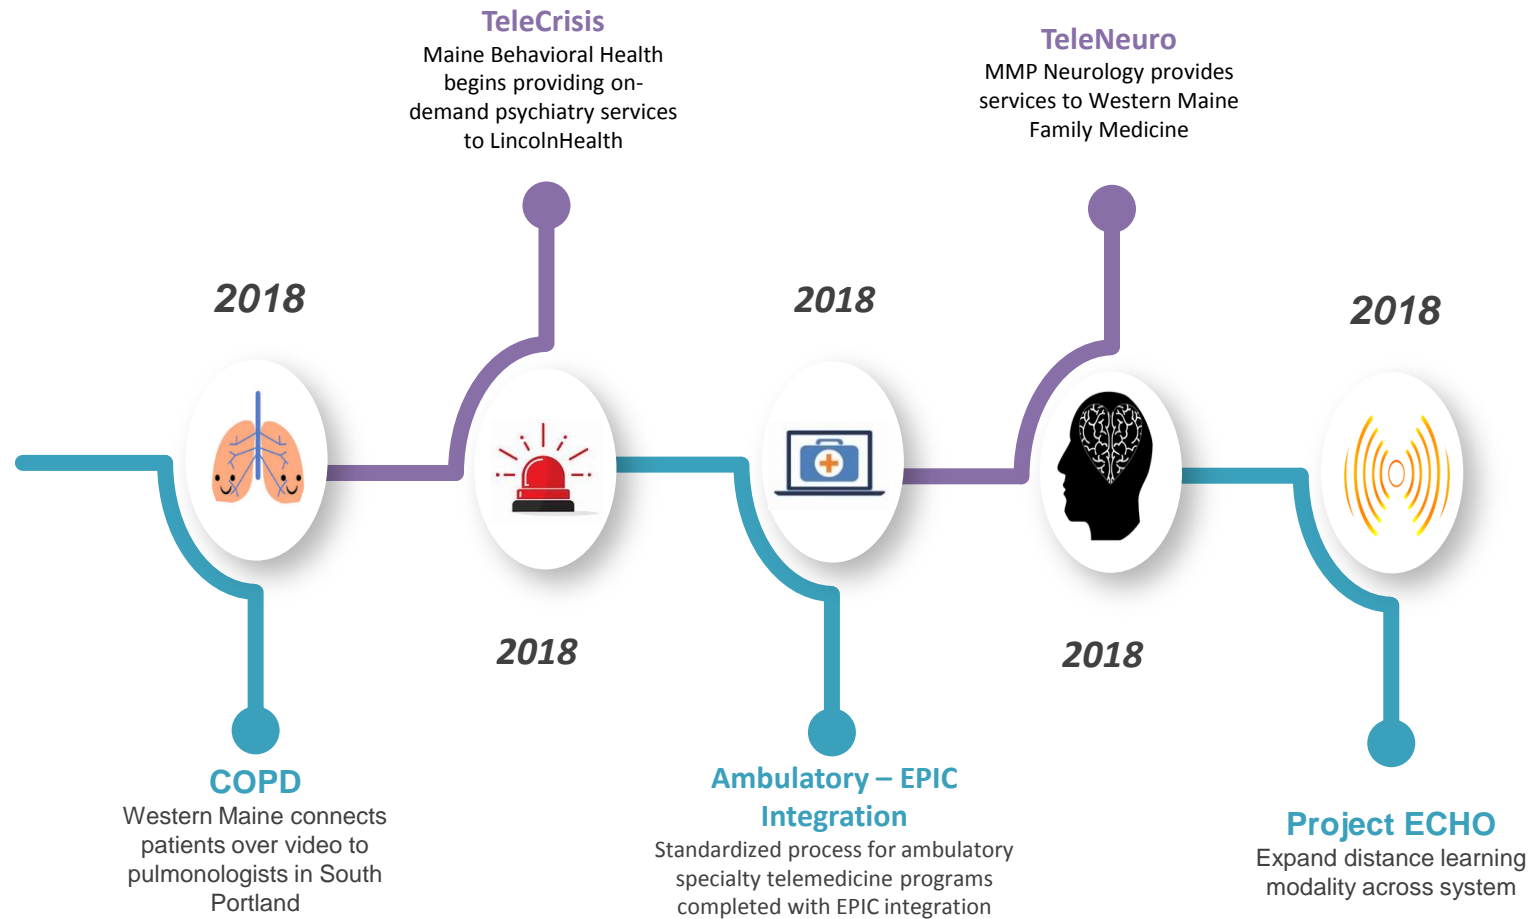 TeleCrisis
Maine Behavioral Health
begins providing on-
demand psychiatry services
to LincolnHealth
TeleNeuro
MMP Neurology provides
services to Western Maine
Family Medicine
2018
2018
2018
2018
2018
COPD
Western Maine connects
patients over video to
pulmonologists in South
Portland
Ambulatory – EPIC
Integration
Standardized process for ambulatory
specialty telemedicine programs
completed with EPIC integration
Project ECHO
Expand distance learning
modality across system